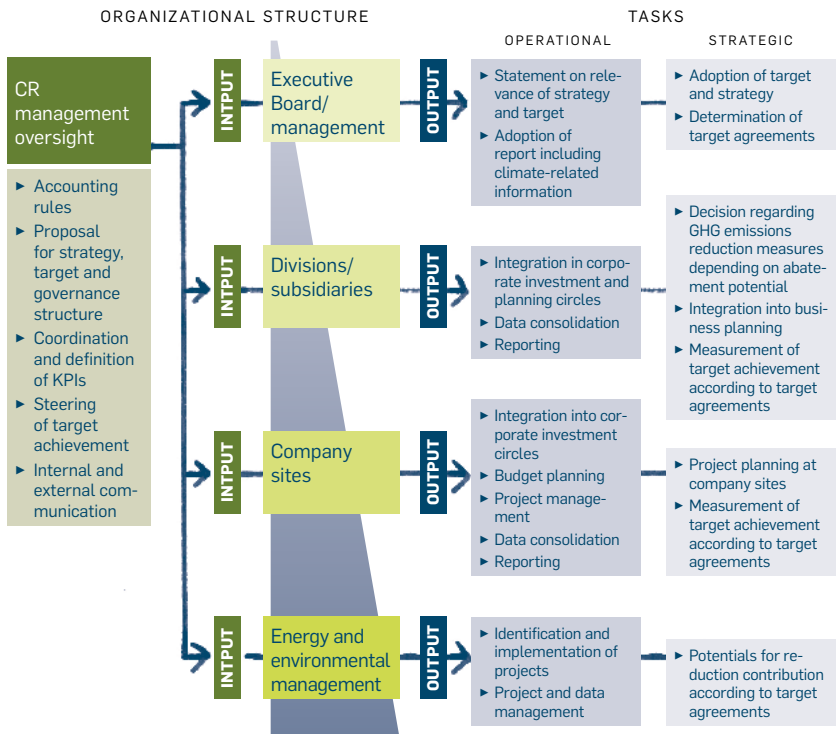 ORGANIZATIONAL STRUCTURE
TASKS
OPERATIONAL
STRATEGIC
CR
management
oversight
► Accounting
rules
► Proposal
for strategy,
target and
governance
structure
► Coordination
and definition
of KPIs
► Steering
of target
achievement
► Internal and
external com-
munication
INTPUT
Executive
Board/
management
OUTPUT
► Statement on rele-
vance of strategy
and target
► Adoption of
report including
climate-related
information
► Adoption of target
and strategy
► Determination of
target agreements
INTPUT
Divisions/
subsidiaries
OUTPUT
► Integration in corpo-
rate investment and
planning circles
► Data consolidation
► Reporting
► Decision regarding
GHG emissions
reduction measures
depending on abate-
ment potential
► Integration into busi-
ness planning
► Measurement of
target achievement
according to target
agreements
INTPUT
Company
sites
OUTPUT
► Integration into cor-
porate investment
circles
► Budget planning
► Project manage-
ment
► Data consolidation
► Reporting
► Project planning at
company sites
► Measurement of
target achievement
according to target
agreements
INTPUT
Energy and
environmental
management
OUTPUT
► Identification and
implementation of
projects
► Project and data
management
► Potentials for re-
duction contribution
according to target
agreements